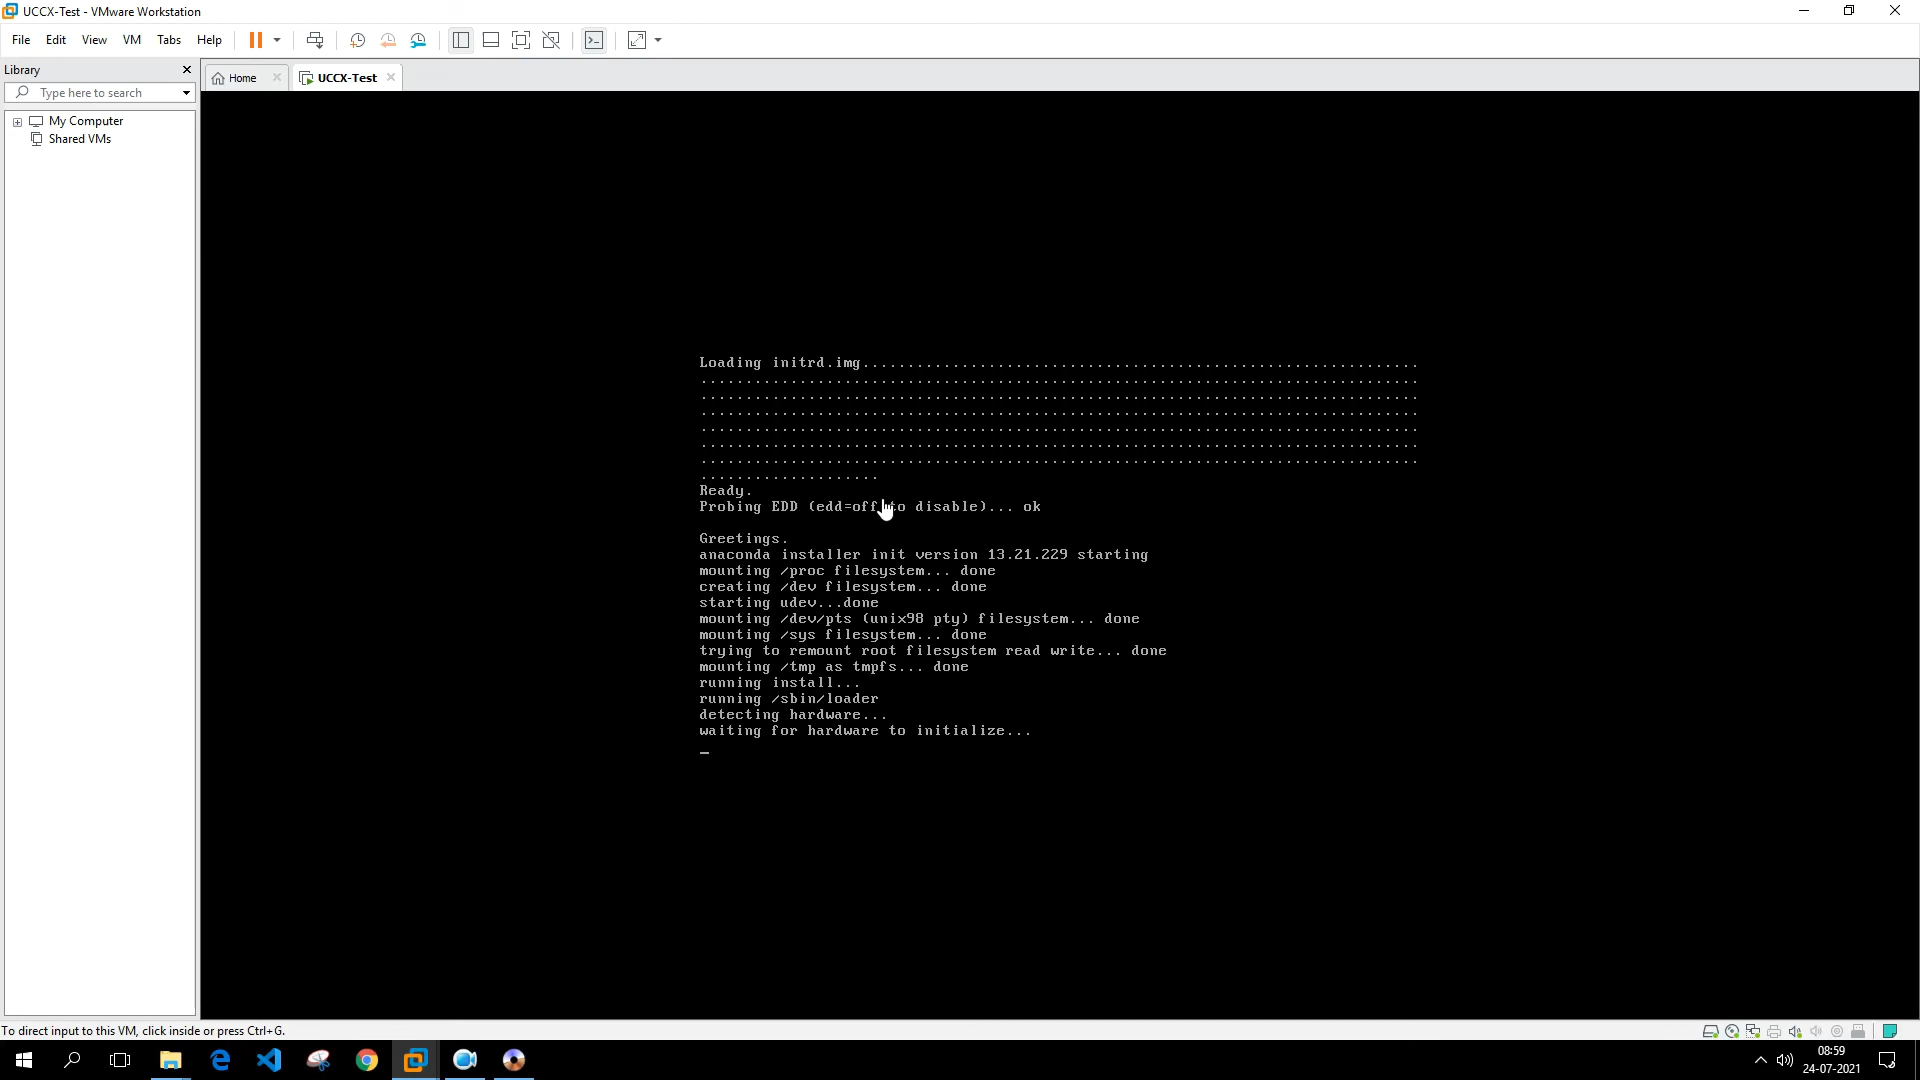 UCCX-Test - VMware Workstation
File Edit View VM Tabs Help
Library
Home
UCCX-Test
Type here to search
My Computer
Shared VMs
Loading initrd.img..............................................................
................................................................................
................................................................................
................................................................................
................................................................................
................................................................................
................................................................................
....................
Ready.
Probing EDD (edd=off to disable)... ok
Greetings.
anaconda installer init version 13.21.229 starting
mounting /proc filesystem... done
creating /dev filesystem... done
starting udev...done
mounting /dev/pts (unix98 pty) filesystem... done
mounting /sys filesystem... done
trying to remount root filesystem read write... done
mounting /tmp as tmpfs... done
running install...
running /sbin/loader
detecting hardware...
waiting for hardware to initialize...
_
To direct input to this VM, click inside or press Ctrl+G.
08:59
24-07-2021